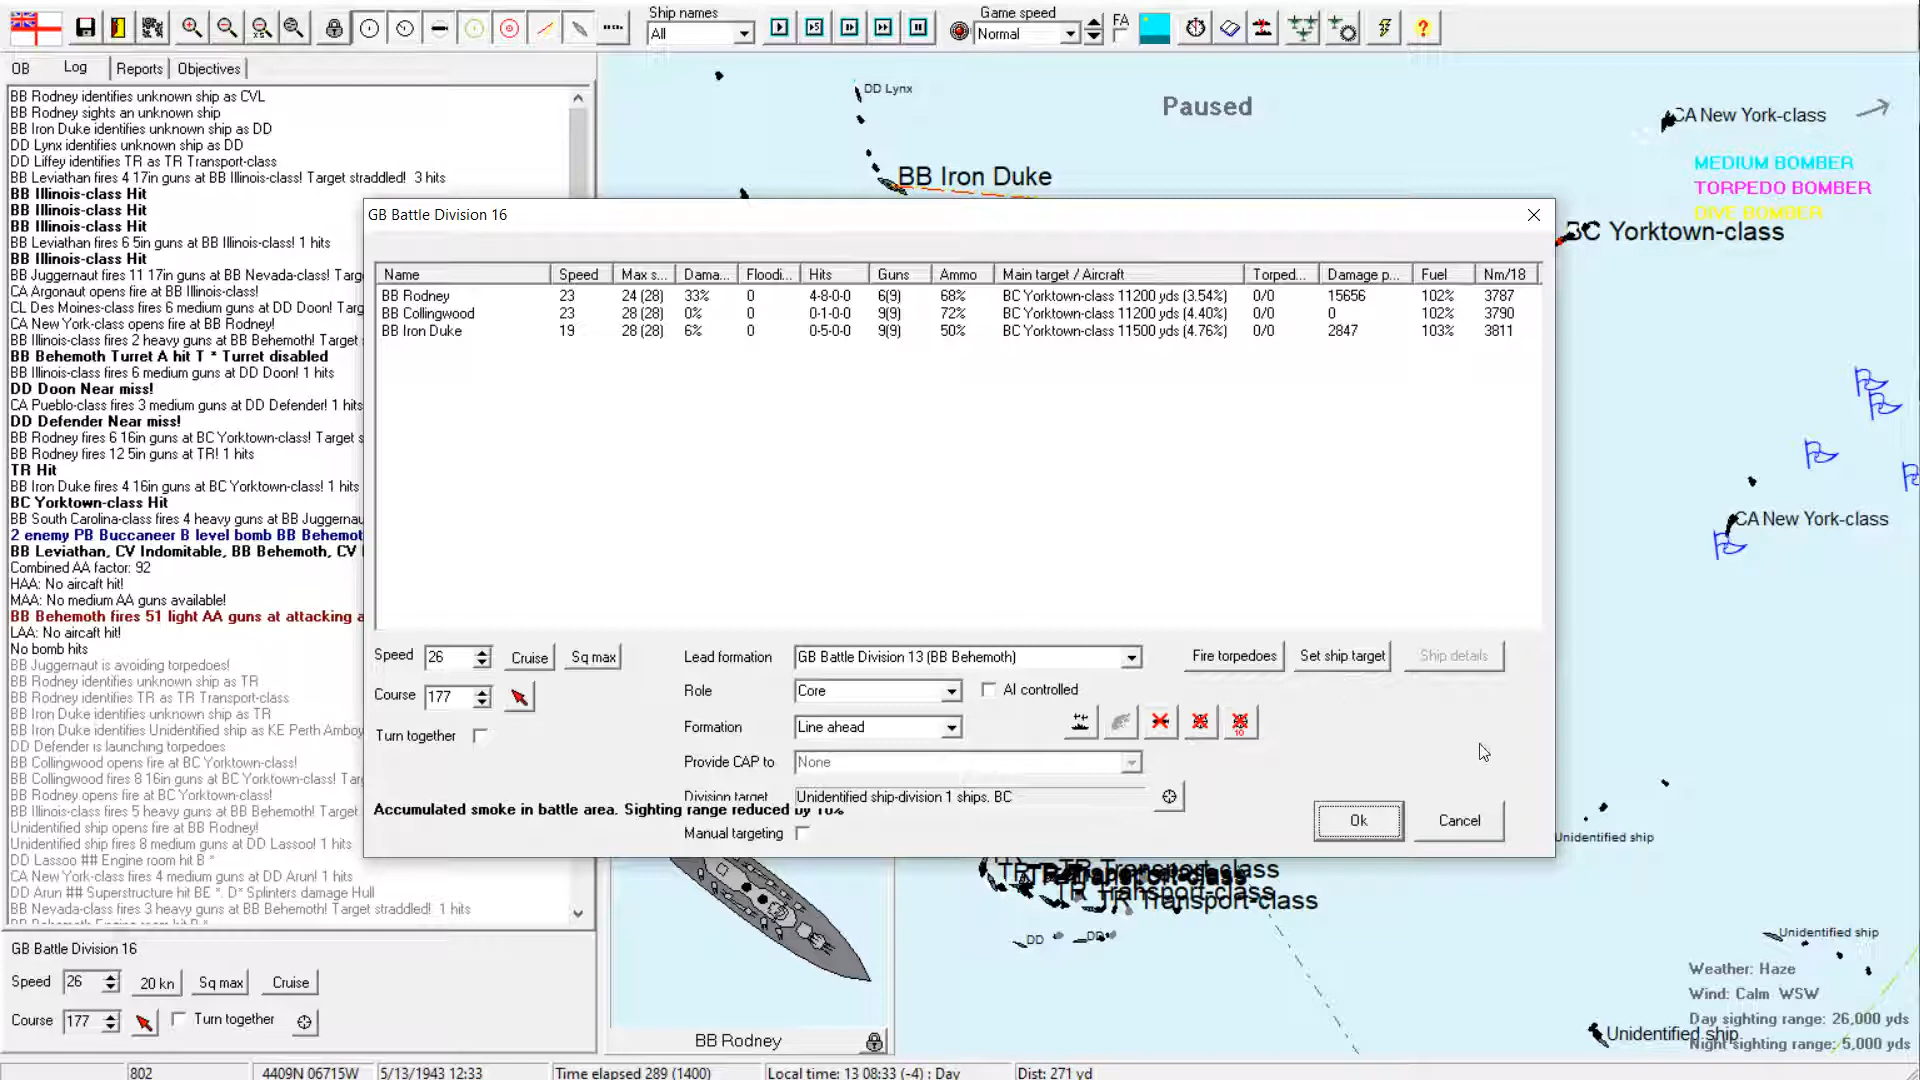 Ship names
All
Game speed
Normal
FA
OB
Log
Reports
Objectives
BB Rodney identifies unknown ship as CVL
BB Rodney sights an unknown ship
BB Iron Duke identifies unknown ship as DD
DD Lynx identifies unknown ship as DD
DD Liffey identifies TR as TR Transport-class
BB Leviathan fires 4 17in guns at BB Illinois-class! Target straddled!  3 hits
BB Illinois-class Hit
BB Illinois-class Hit
BB Illinois-class Hit
BB Leviathan fires 6 5in guns at BB Illinois-class! 1 hits
BB Illinois-class Hit
BB Juggernaut fires 11 17in guns at BB Nevada-class! Targ
CA Argonaut opens fire at BB Illinois-class!
CL Des Moines-class fires 6 medium guns at DD Doon! Targ
CA New York-class opens fire at BB Rodney!
BB Illinois-class fires 2 heavy guns at BB Behemoth! Target
BB Behemoth Turret A hit T * Turret disabled
BB Illinois-class fires 6 medium guns at DD Doon! 1 hits
DD Doon Near miss!
CA Pueblo-class fires 3 medium guns at DD Defender! 1 hits
DD Defender Near miss!
BB Rodney fires 6 16in guns at BC Yorktown-class! Target s
BB Rodney fires 12 5in guns at TR! 1 hits
TR Hit
BB Iron Duke fires 4 16in guns at BC Yorktown-class! 1 hits
BC Yorktown-class Hit
BB South Carolina-class fires 4 heavy guns at BB Juggernau
2 enemy PB Buccaneer B level bomb BB Behemot
BB Leviathan, CV Indomitable, BB Behemoth, CV
Combined AA factor: 92
HAA: No aircaft hit!
MAA: No medium AA guns available!
BB Behemoth fires 51 light AA guns at attacking a
LAA: No aircaft hit!
No bomb hits
BB Juggernaut is avoiding torpedoes!
BB Rodney identifies unknown ship as TR
BB Rodney identifies TR as TR Transport-class
BB Iron Duke identifies unknown ship as TR
BB Iron Duke identifies Unidentified ship as KE Perth Amboy
DD Defender is launching torpedoes
BB Collingwood opens fire at BC Yorktown-class!
BB Collingwood fires 8 16in guns at BC Yorktown-class! Tar
BB Rodney opens fire at BC Yorktown-class!
BB Illinois-class fires 5 heavy guns at BB Behemoth! Target
Unidentified ship opens fire at BB Rodney!
Unidentified ship fires 8 medium guns at DD Lassoo! 1 hits
DD Lassoo ## Engine room hit B *
CA New York-class fires 4 medium guns at DD Arun! 1 hits
DD Arun ## Superstructure hit BE *. D* Splinters damage Hull
BB Nevada-class fires 3 heavy guns at BB Behemoth! Target straddled!  1 hits
BB Behemoth Engine room hit B *
GB Battle Division 16
Speed 26 20 kn Sq max Cruise
Course 177 Turn together
DD Lynx
Paused
BB Iron Duke
CA New York-class
MEDIUM BOMBER
TORPEDO BOMBER
DIVE BOMBER
BC Yorktown-class
CA New York-class
GB Battle Division 16
Name Speed Max s... Dama... Floodi... Hits Guns Ammo Main target / Aircraft Torped... Damage p... Fuel Nm/18
BB Rodney 23 24 (28) 33% 0 4-8-0-0 6(9) 68% BC Yorktown-class 11200 yds (3.54%) 0/0 15656 102% 3787
BB Collingwood 23 28 (28) 0% 0 0-1-0-0 9(9) 72% BC Yorktown-class 11200 yds (4.40%) 0/0 0 102% 3790
BB Iron Duke 19 28 (28) 6% 0 0-5-0-0 9(9) 50% BC Yorktown-class 11500 yds (4.76%) 0/0 2847 103% 3811
Speed 26 Cruise Sq max
Course 177
Turn together
Lead formation GB Battle Division 13 (BB Behemoth)
Role Core AI controlled
Formation Line ahead
Provide CAP to None
Division target Unidentified ship-division 1 ships. BC
Accumulated smoke in battle area. Sighting range reduced by 10%
Manual targeting
Fire torpedoes Set ship target Ship details
10
Ok Cancel
Unidentified ship
TR Transport-class
TR Transport-class
TR Transport-class
TR Transport-class
DD
DD
Unidentified ship
Unidentified ship
Weather: Haze
Wind: Calm  WSW
Day sighting range: 26,000 yds
Night sighting range: 5,000 yds
BB Rodney
802
4409N 06715W
5/13/1943 12:33
Time elapsed 289 (1400)
Local time: 13 08:33 (-4) : Day
Dist: 271 yd